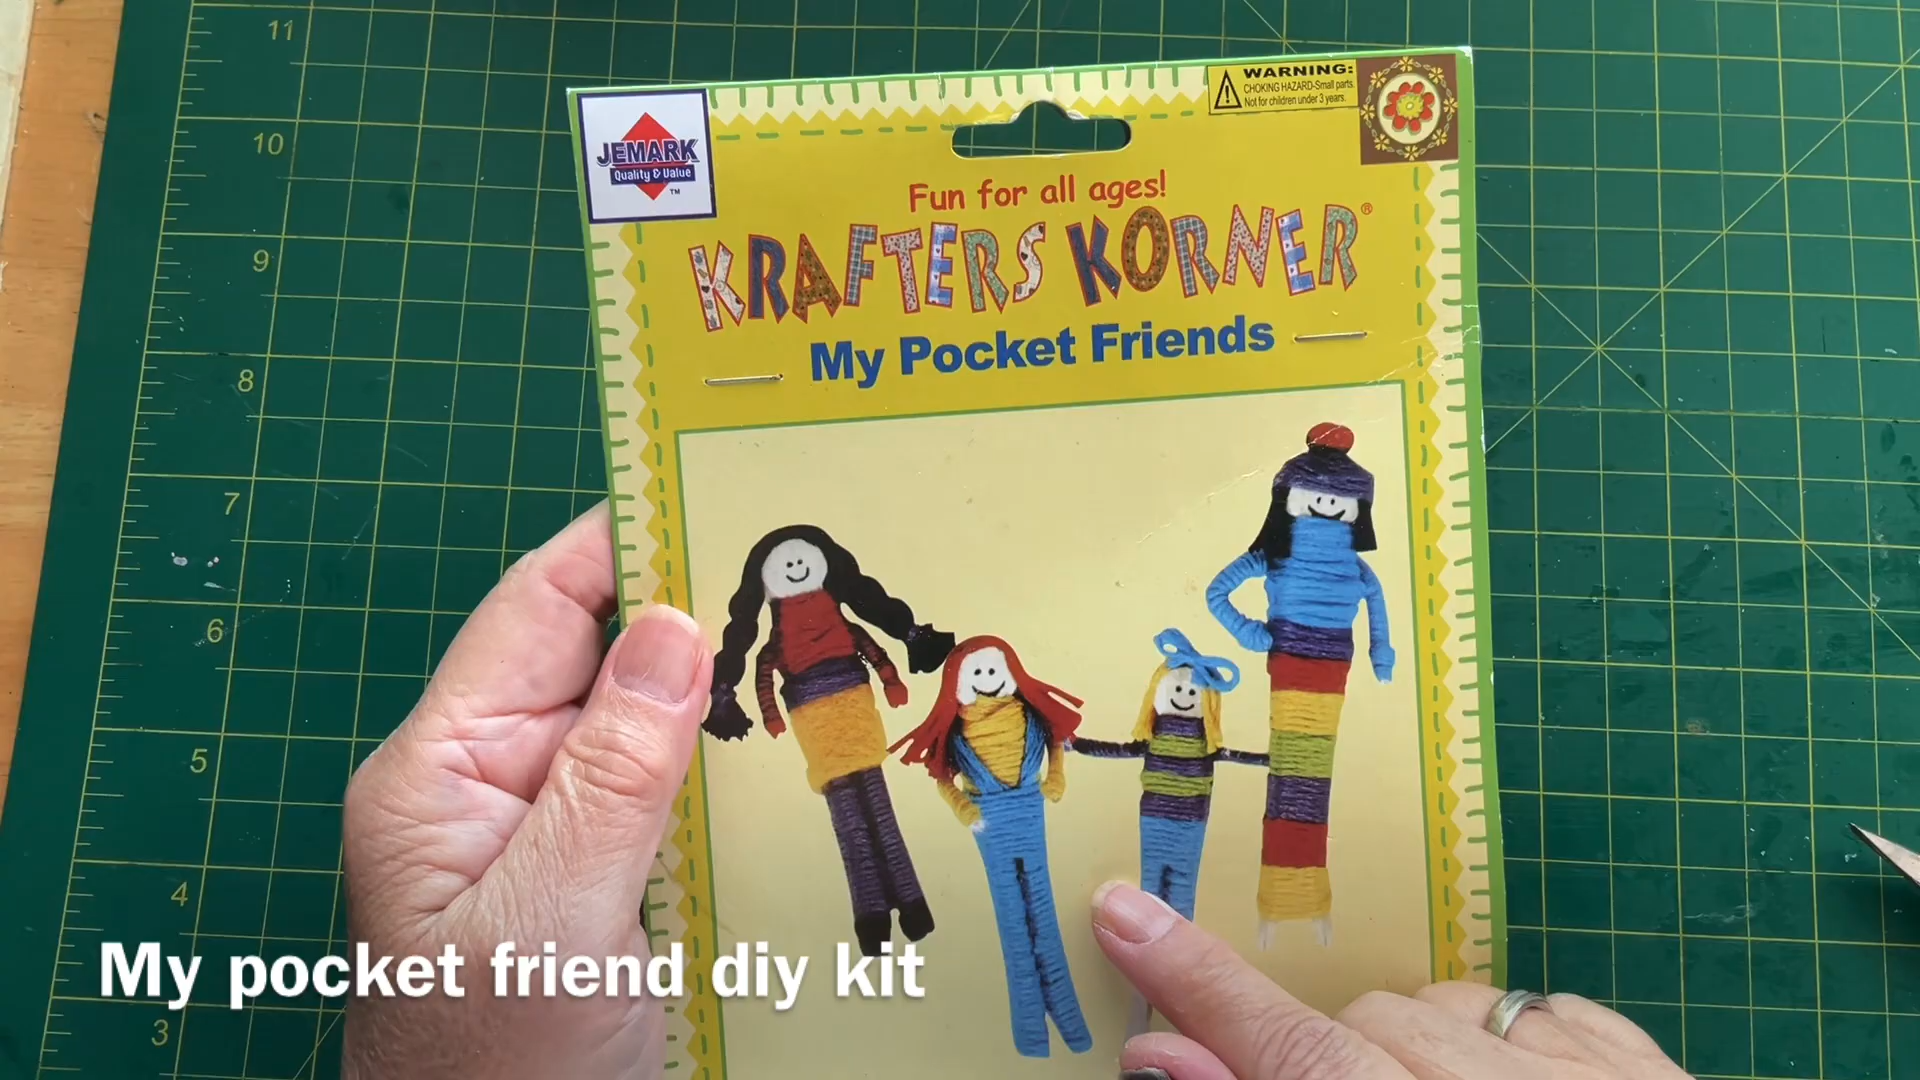 11
10
9
8
7
6
5
4
3
JEMARK
Quality & Value
TM
WARNING:
CHOKING HAZARD-Small parts.
Not for children under 3 years.
Fun for all ages!
KRAFTERS KORNER®
My Pocket Friends
My pocket friend diy kit